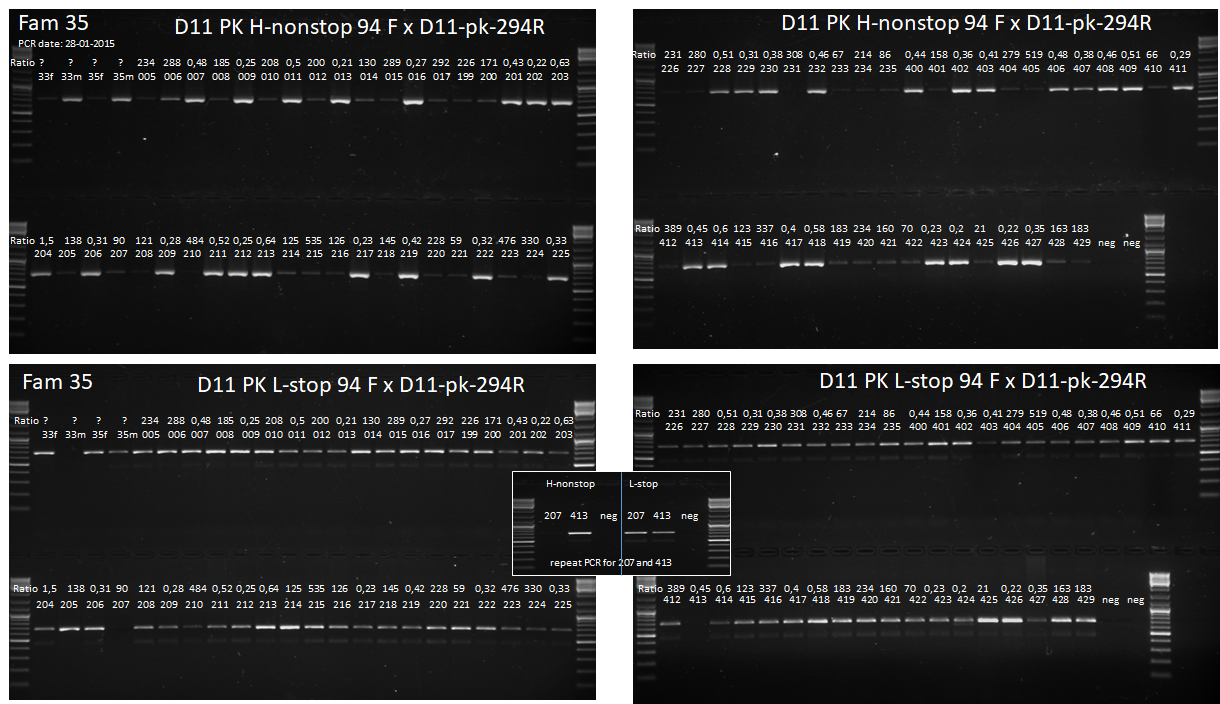 Fam 35
D11 PK H-nonstop 94 F x D11-pk-294R
PCR date: 28-01-2015
Ratio ? ? ? ? 234 288 0,48 185 0,25 208 0,5 200 0,21 130 289 0,27 292 226 171 0,43 0,22 0,63
33f 33m 35f 35m 005 006 007 008 009 010 011 012 013 014 015 016 017 199 200 201 202 203
Ratio 1,5 138 0,31 90 121 0,28 484 0,52 0,25 0,64 125 535 126 0,23 145 0,42 228 59 0,32 476 330 0,33
204 205 206 207 208 209 210 211 212 213 214 215 216 217 218 219 220 221 222 223 224 225
D11 PK H-nonstop 94 F x D11-pk-294R
Ratio 231 280 0,51 0,31 0,38 308 0,46 67 214 86 0,44 158 0,36 0,41 279 519 0,48 0,38 0,46 0,51 66 0,29
226 227 228 229 230 231 232 233 234 235 400 401 402 403 404 405 406 407 408 409 410 411
Ratio 389 0,45 0,6 123 337 0,4 0,58 183 234 160 70 0,23 0,2 21 0,22 0,35 163 183
412 413 414 415 416 417 418 419 420 421 422 423 424 425 426 427 428 429 neg neg
Fam 35
D11 PK L-stop 94 F x D11-pk-294R
Ratio ? ? ? ? 234 288 0,48 185 0,25 208 0,5 200 0,21 130 289 0,27 292 226 171 0,43 0,22 0,63
33f 33m 35f 35m 005 006 007 008 009 010 011 012 013 014 015 016 017 199 200 201 202 203
Ratio 1,5 138 0,31 90 121 0,28 484 0,52 0,25 0,64 125 535 126 0,23 145 0,42 228 59 0,32 476 330 0,33
204 205 206 207 208 209 210 211 212 213 214 215 216 217 218 219 220 221 222 223 224 225
H-nonstop L-stop
207 413 neg 207 413 neg
repeat PCR for 207 and 413
D11 PK L-stop 94 F x D11-pk-294R
Ratio 231 280 0,51 0,31 0,38 308 0,46 67 214 86 0,44 158 0,36 0,41 279 519 0,48 0,38 0,46 0,51 66 0,29
226 227 228 229 230 231 232 233 234 235 400 401 402 403 404 405 406 407 408 409 410 411
Ratio 389 0,45 0,6 123 337 0,4 0,58 183 234 160 70 0,23 0,2 21 0,22 0,35 163 183
412 413 414 415 416 417 418 419 420 421 422 423 424 425 426 427 428 429 neg neg